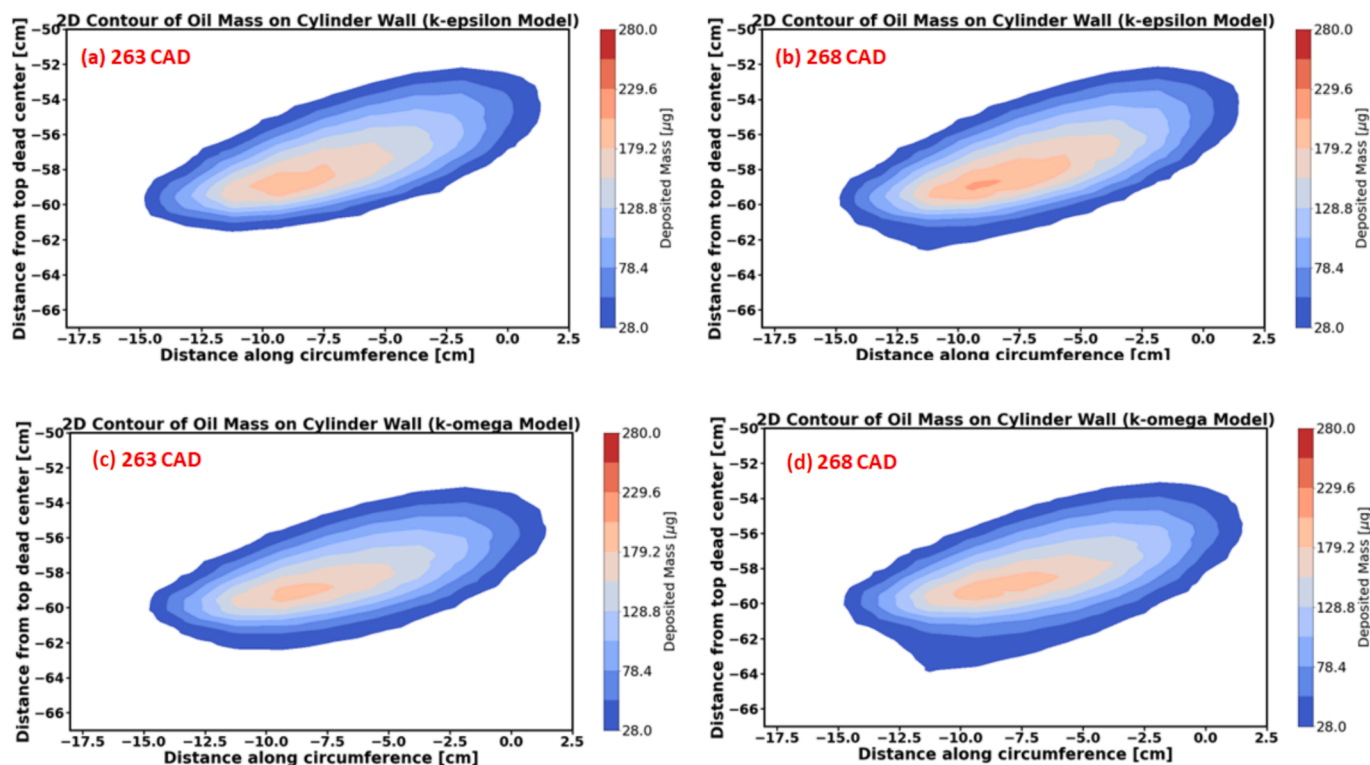 2D Contour of Oil Mass on Cylinder Wall (k-epsilon Model)
(a) 263 CAD
Distance from top dead center [cm]
−50
−52
−54
−56
−58
−60
−62
−64
−66
−17.5 −15.0 −12.5 −10.0 −7.5 −5.0 −2.5 0.0 2.5
Distance along circumference [cm]
280.0
229.6
179.2
128.8
78.4
28.0
Deposited Mass [μg]
2D Contour of Oil Mass on Cylinder Wall (k-epsilon Model)
(b) 268 CAD
Distance from top dead center [cm]
−50
−52
−54
−56
−58
−60
−62
−64
−66
−17.5 −15.0 −12.5 −10.0 −7.5 −5.0 −2.5 0.0 2.5
Distance along circumference [cm]
280.0
229.6
179.2
128.8
78.4
28.0
Deposited Mass [μg]
2D Contour of Oil Mass on Cylinder Wall (k-omega Model)
(c) 263 CAD
Distance from top dead center [cm]
−50
−52
−54
−56
−58
−60
−62
−64
−66
−17.5 −15.0 −12.5 −10.0 −7.5 −5.0 −2.5 0.0 2.5
Distance along circumference [cm]
280.0
229.6
179.2
128.8
78.4
28.0
Deposited Mass [μg]
2D Contour of Oil Mass on Cylinder Wall (k-omega Model)
(d) 268 CAD
Distance from top dead center [cm]
−50
−52
−54
−56
−58
−60
−62
−64
−66
−17.5 −15.0 −12.5 −10.0 −7.5 −5.0 −2.5 0.0 2.5
Distance along circumference [cm]
280.0
229.6
179.2
128.8
78.4
28.0
Deposited Mass [μg]